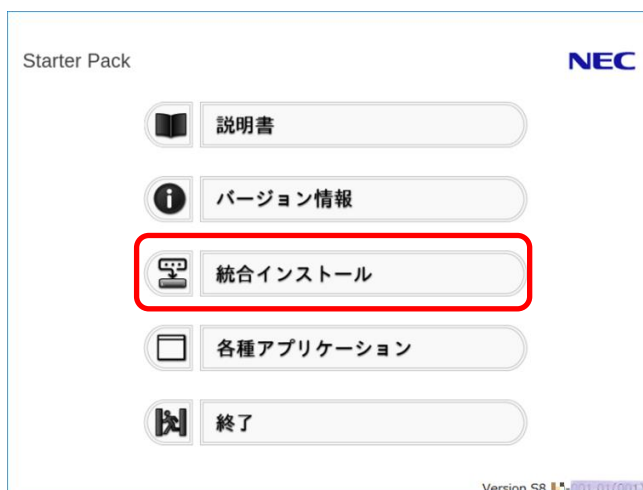 Starter Pack
NEC
説明書
バージョン情報
統合インストール
各種アプリケーション
終了
Version S8